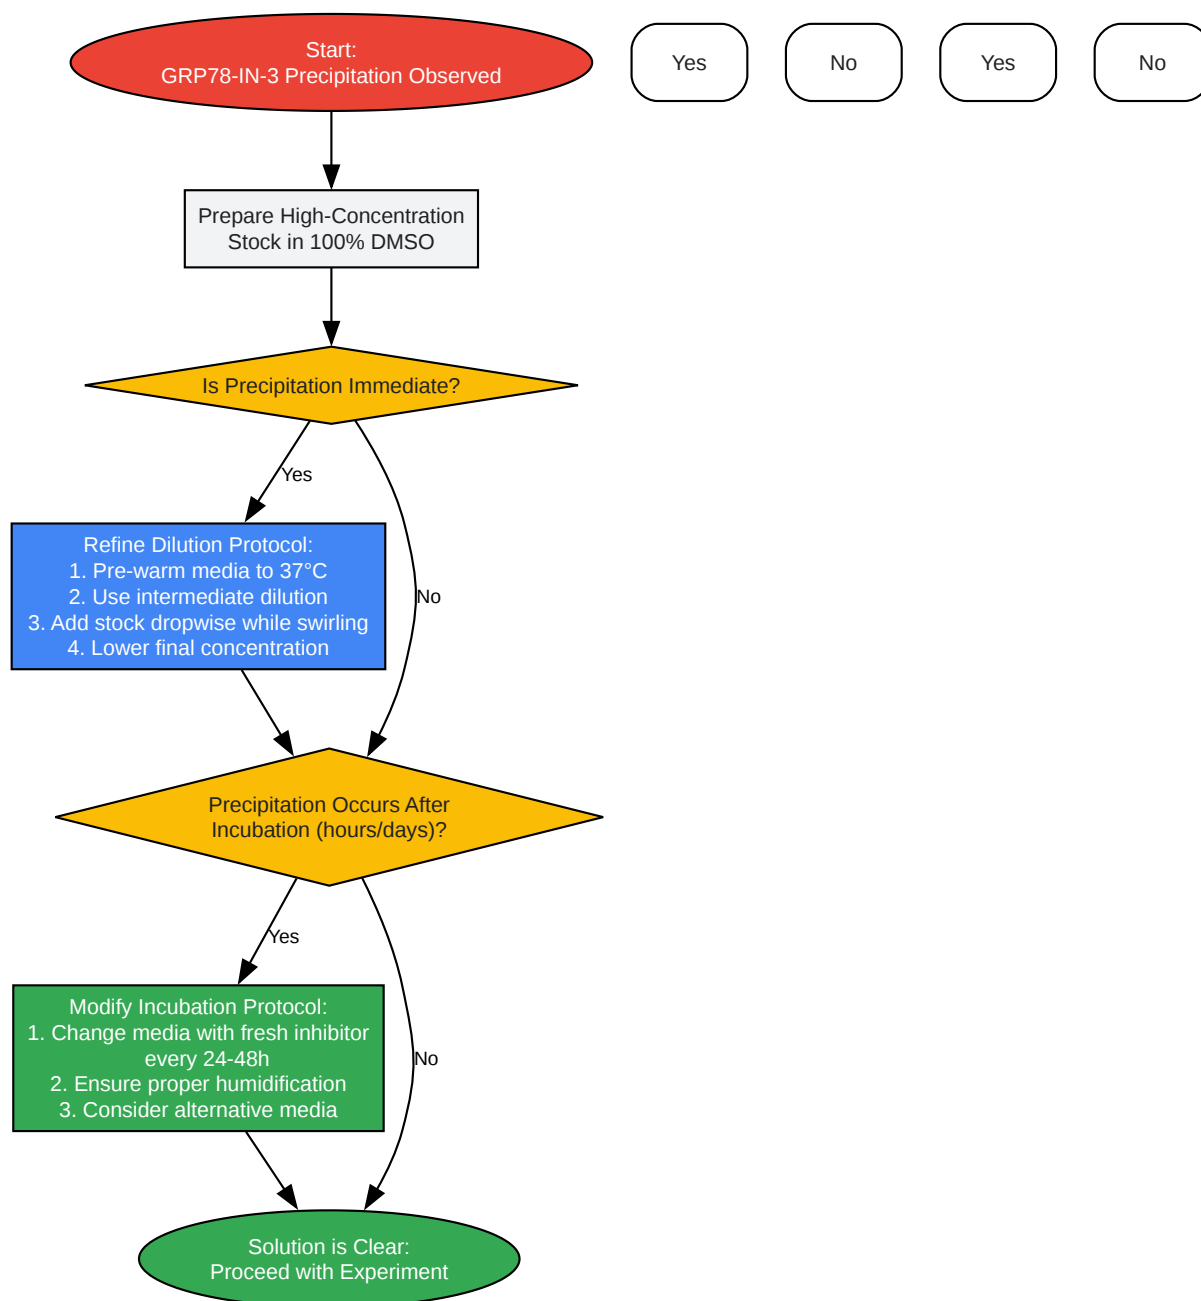 Start:
GRP78-IN-3 Precipitation Observed
Yes
No
Yes
No
Prepare High-Concentration
Stock in 100% DMSO
Is Precipitation Immediate?
Yes
Refine Dilution Protocol:
1. Pre-warm media to 37°C
2. Use intermediate dilution
3. Add stock dropwise while swirling
4. Lower final concentration
No
Precipitation Occurs After
Incubation (hours/days)?
Yes
Modify Incubation Protocol:
1. Change media with fresh inhibitor
every 24-48h
2. Ensure proper humidification
3. Consider alternative media
No
Solution is Clear:
Proceed with Experiment